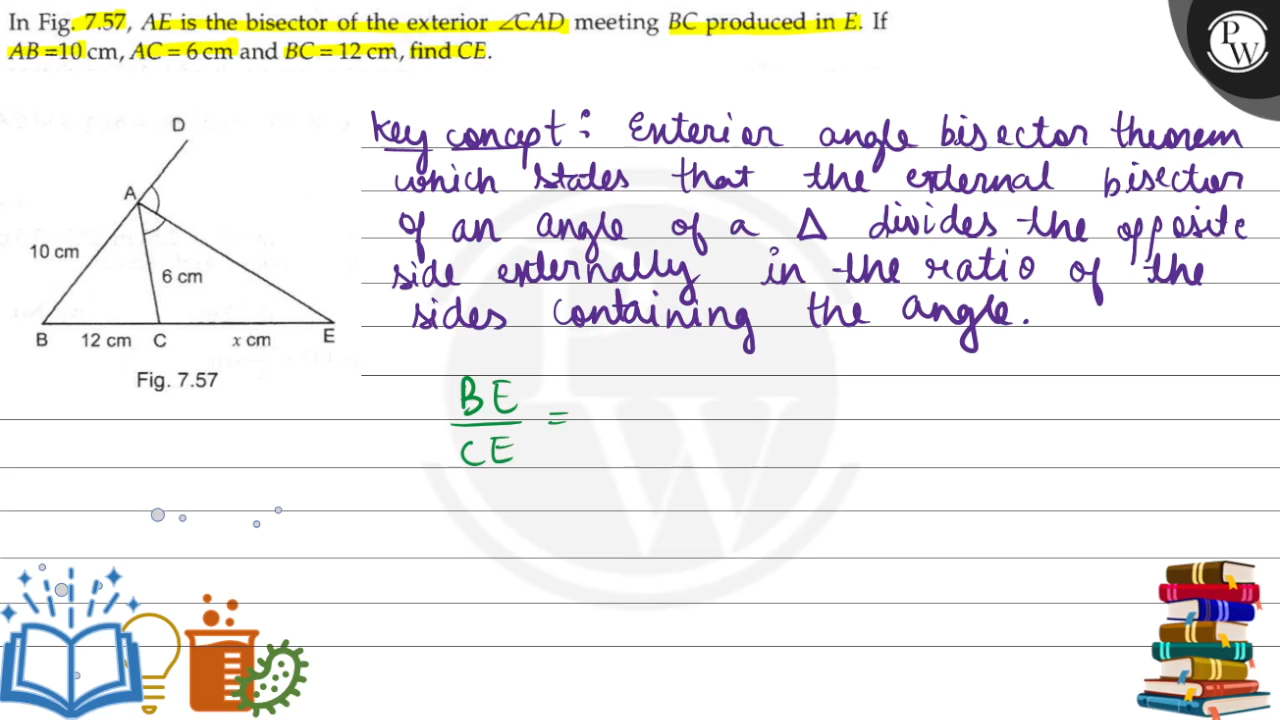 In Fig. 7.57, AE is the bisector of the exterior ∠CAD meeting BC produced in E. If
AB =10 cm, AC = 6 cm and BC = 12 cm, find CE.
PW
D
A
10 cm
6 cm
B 12 cm C x cm E
Fig. 7.57
key concept : Exterior angle bisector theorem
which states that the external bisector
of an angle of a Δ divides the opposite
side externally in the ratio of the
sides containing the angle.
BE
CE =